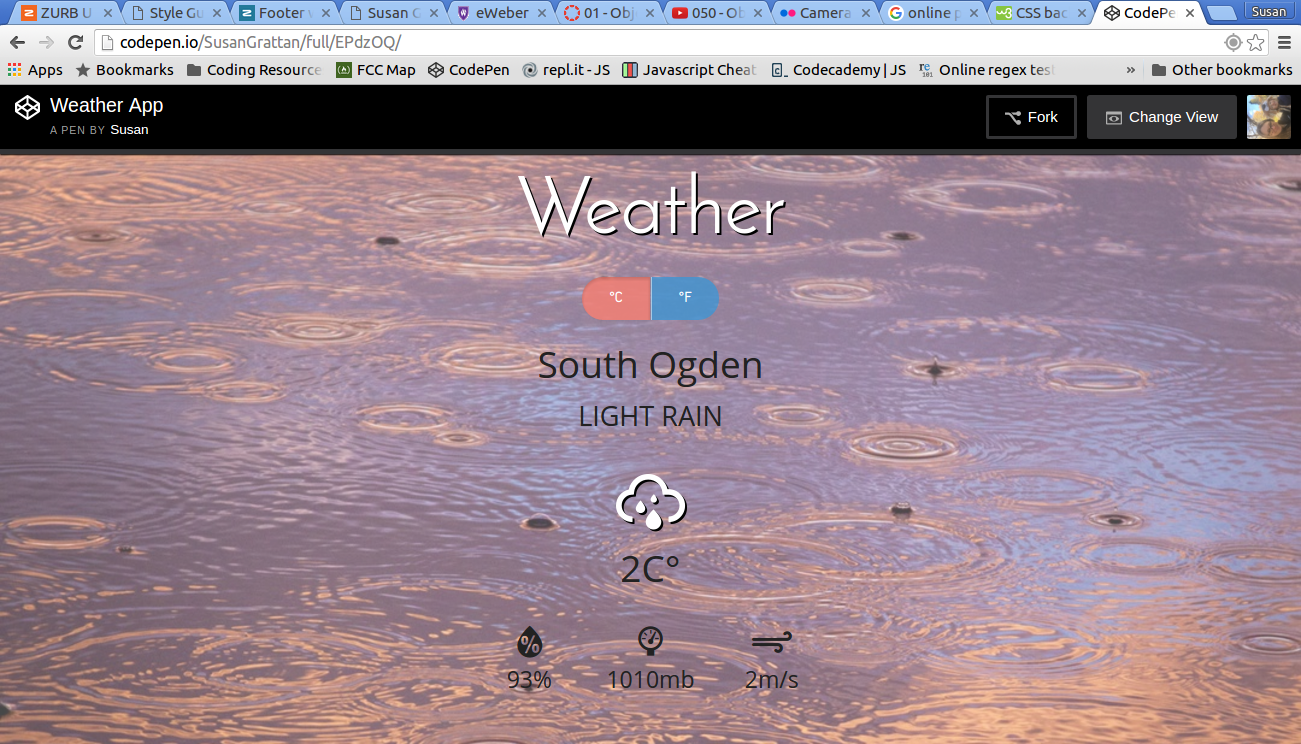 ZURB U Style Gu Footer Susan G eWeber 01 - Obj 050 - Ob Camera online p CSS bac CodePe Susan
codepen.io/SusanGrattan/full/EPdzOQ/
Apps Bookmarks Coding Resource FCC Map CodePen repl.it - JS Javascript Cheat Codecademy | JS Online regex test » Other bookmarks
Weather App
A PEN BY Susan
Fork Change View
Weather
°C °F
South Ogden
LIGHT RAIN
2C°
93% 1010mb 2m/s